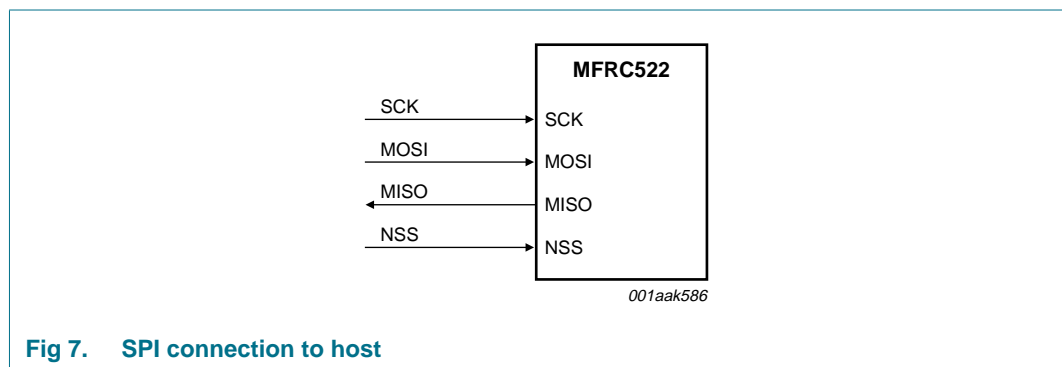 MFRC522
SCK SCK
MOSI MOSI
MISO MISO
NSS NSS
001aak586
Fig 7. SPI connection to host